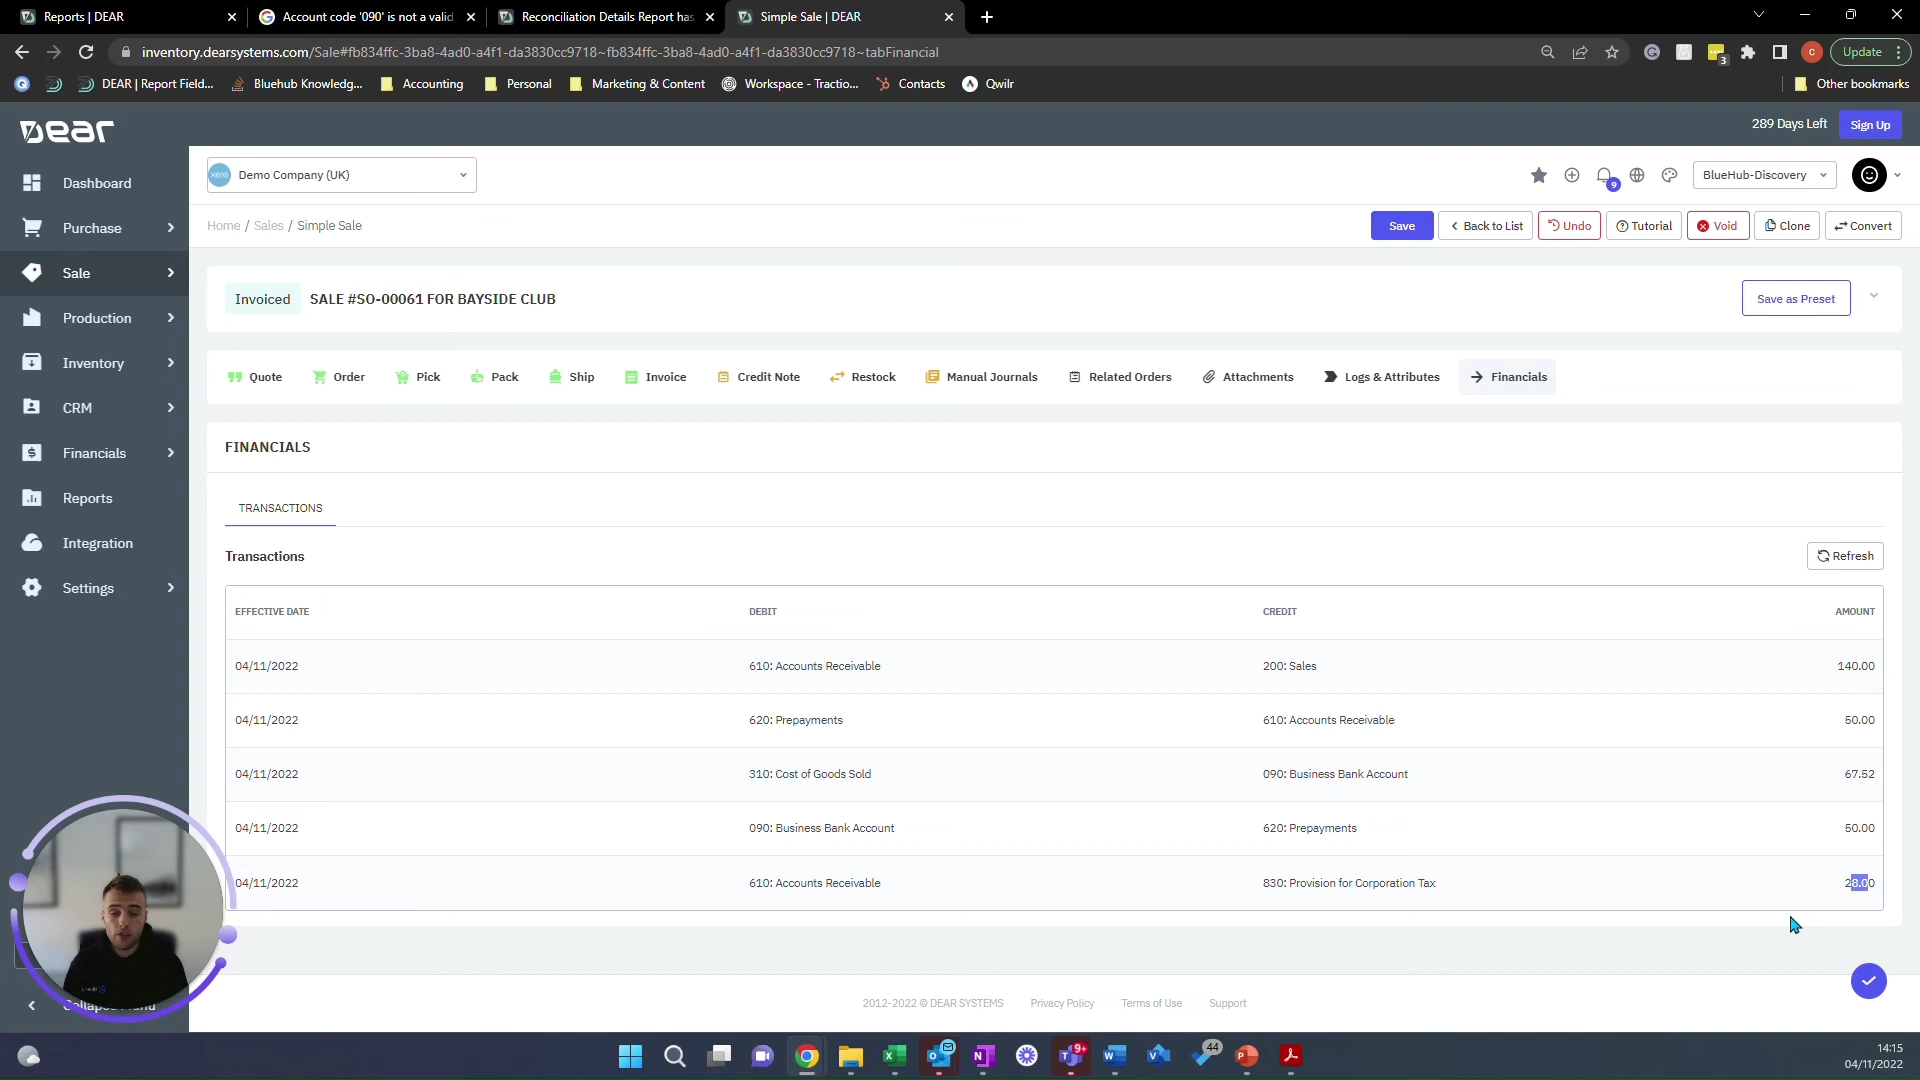 Reports | DEAR
Account code '090' is not a valid
Reconciliation Details Report has
Simple Sale | DEAR
inventory.dearsystems.com/Sale#fb834ffc-3ba8-4ad0-a4f1-da3830cc9718~fb834ffc-3ba8-4ad0-a4f1-da3830cc9718~tabFinancial
3
C
Update
DEAR | Report Field...
Bluehub Knowledg...
Accounting
Personal
Marketing & Content
Workspace - Tractio...
Contacts
Qwilr
Other bookmarks
Dear
289 Days Left
Sign Up
Demo Company (UK)
9
BlueHub-Discovery
Home / Sales / Simple Sale
Save
Back to List
Undo
Tutorial
Void
Clone
Convert
Dashboard
Purchase
Sale
Production
Inventory
CRM
Financials
Reports
Integration
Settings
Invoiced
SALE #SO-00061 FOR BAYSIDE CLUB
Save as Preset
Quote
Order
Pick
Pack
Ship
Invoice
Credit Note
Restock
Manual Journals
Related Orders
Attachments
Logs & Attributes
Financials
FINANCIALS
TRANSACTIONS
Transactions
Refresh
EFFECTIVE DATE DEBIT CREDIT AMOUNT
04/11/2022 610: Accounts Receivable 200: Sales 140.00
04/11/2022 620: Prepayments 610: Accounts Receivable 50.00
04/11/2022 310: Cost of Goods Sold 090: Business Bank Account 67.52
04/11/2022 090: Business Bank Account 620: Prepayments 50.00
04/11/2022 610: Accounts Receivable 830: Provision for Corporation Tax 28.00
2012-2022 © DEAR SYSTEMS
Privacy Policy
Terms of Use
Support
9+
44
14:15
04/11/2022